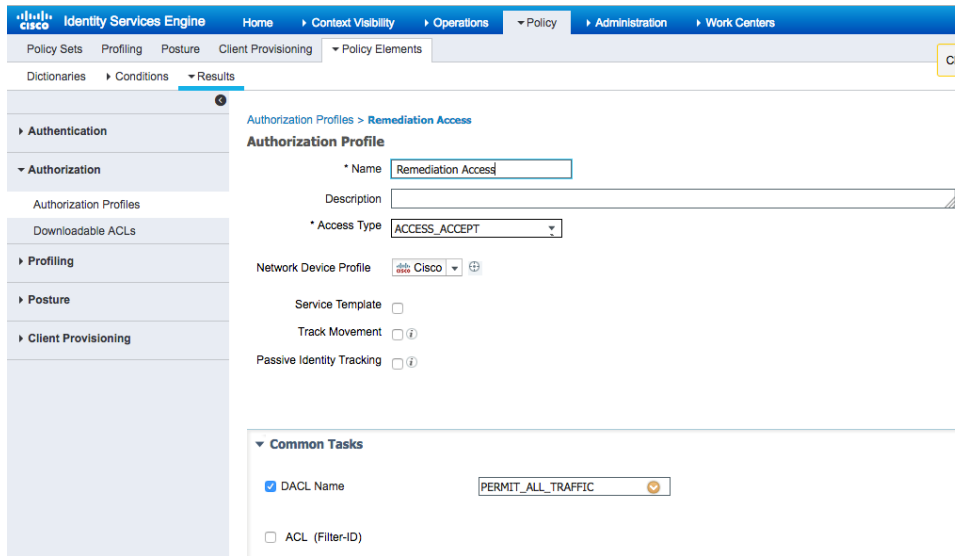 cisco Identity Services Engine Home Context Visibility Operations Policy Administration Work Centers
Policy Sets Profiling Posture Client Provisioning Policy Elements
Dictionaries Conditions Results
Authentication
Authorization
Authorization Profiles
Downloadable ACLs
Profiling
Posture
Client Provisioning
Authorization Profiles > Remediation Access
Authorization Profile
* Name Remediation Access
Description
* Access Type ACCESS_ACCEPT
Network Device Profile cisco Cisco
Service Template
Track Movement i
Passive Identity Tracking i
Common Tasks
DACL Name PERMIT_ALL_TRAFFIC
ACL (Filter-ID)